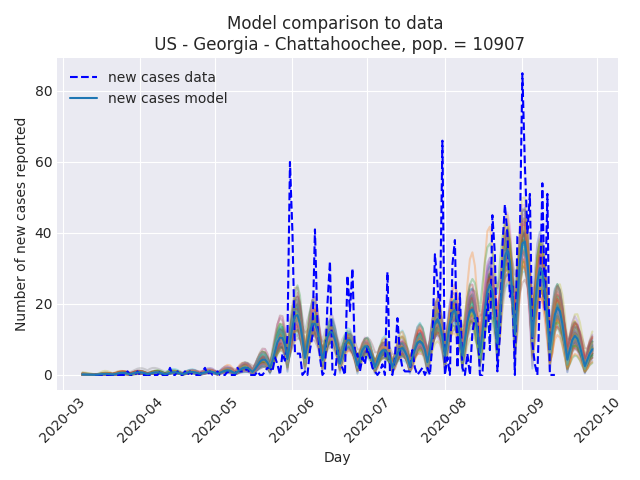 Model comparison to data
US - Georgia - Chattahoochee, pop. = 10907
new cases data
new cases model
Number of new cases reported
80
60
40
20
0
2020-03
2020-04
2020-05
2020-06
2020-07
2020-08
2020-09
2020-10
Day